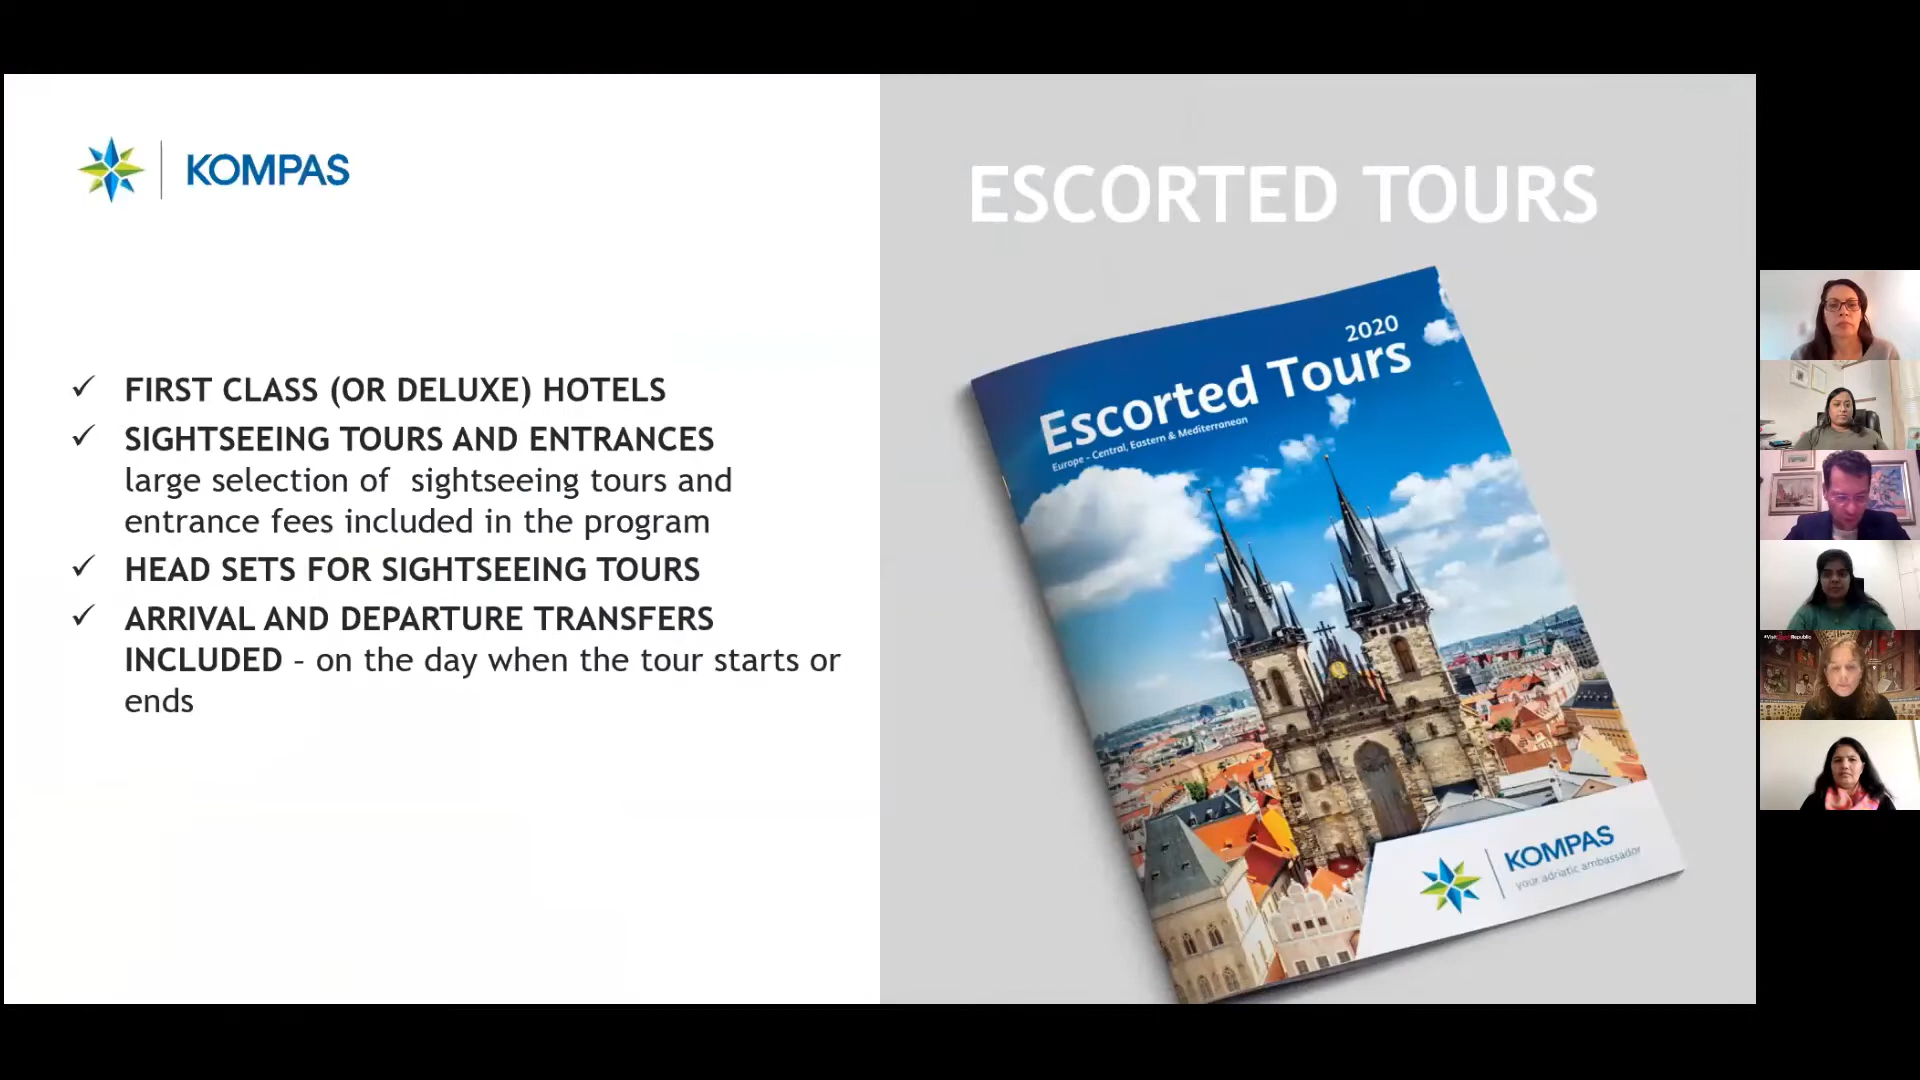 KOMPAS
✓ FIRST CLASS (OR DELUXE) HOTELS
✓ SIGHTSEEING TOURS AND ENTRANCES
large selection of sightseeing tours and
entrance fees included in the program
✓ HEAD SETS FOR SIGHTSEEING TOURS
✓ ARRIVAL AND DEPARTURE TRANSFERS
INCLUDED – on the day when the tour starts or
ends
ESCORTED TOURS
2020
Escorted Tours
Europe - Central, Eastern & Mediterranean
KOMPAS
your adriatic ambassador
#VisitCzechRepublic